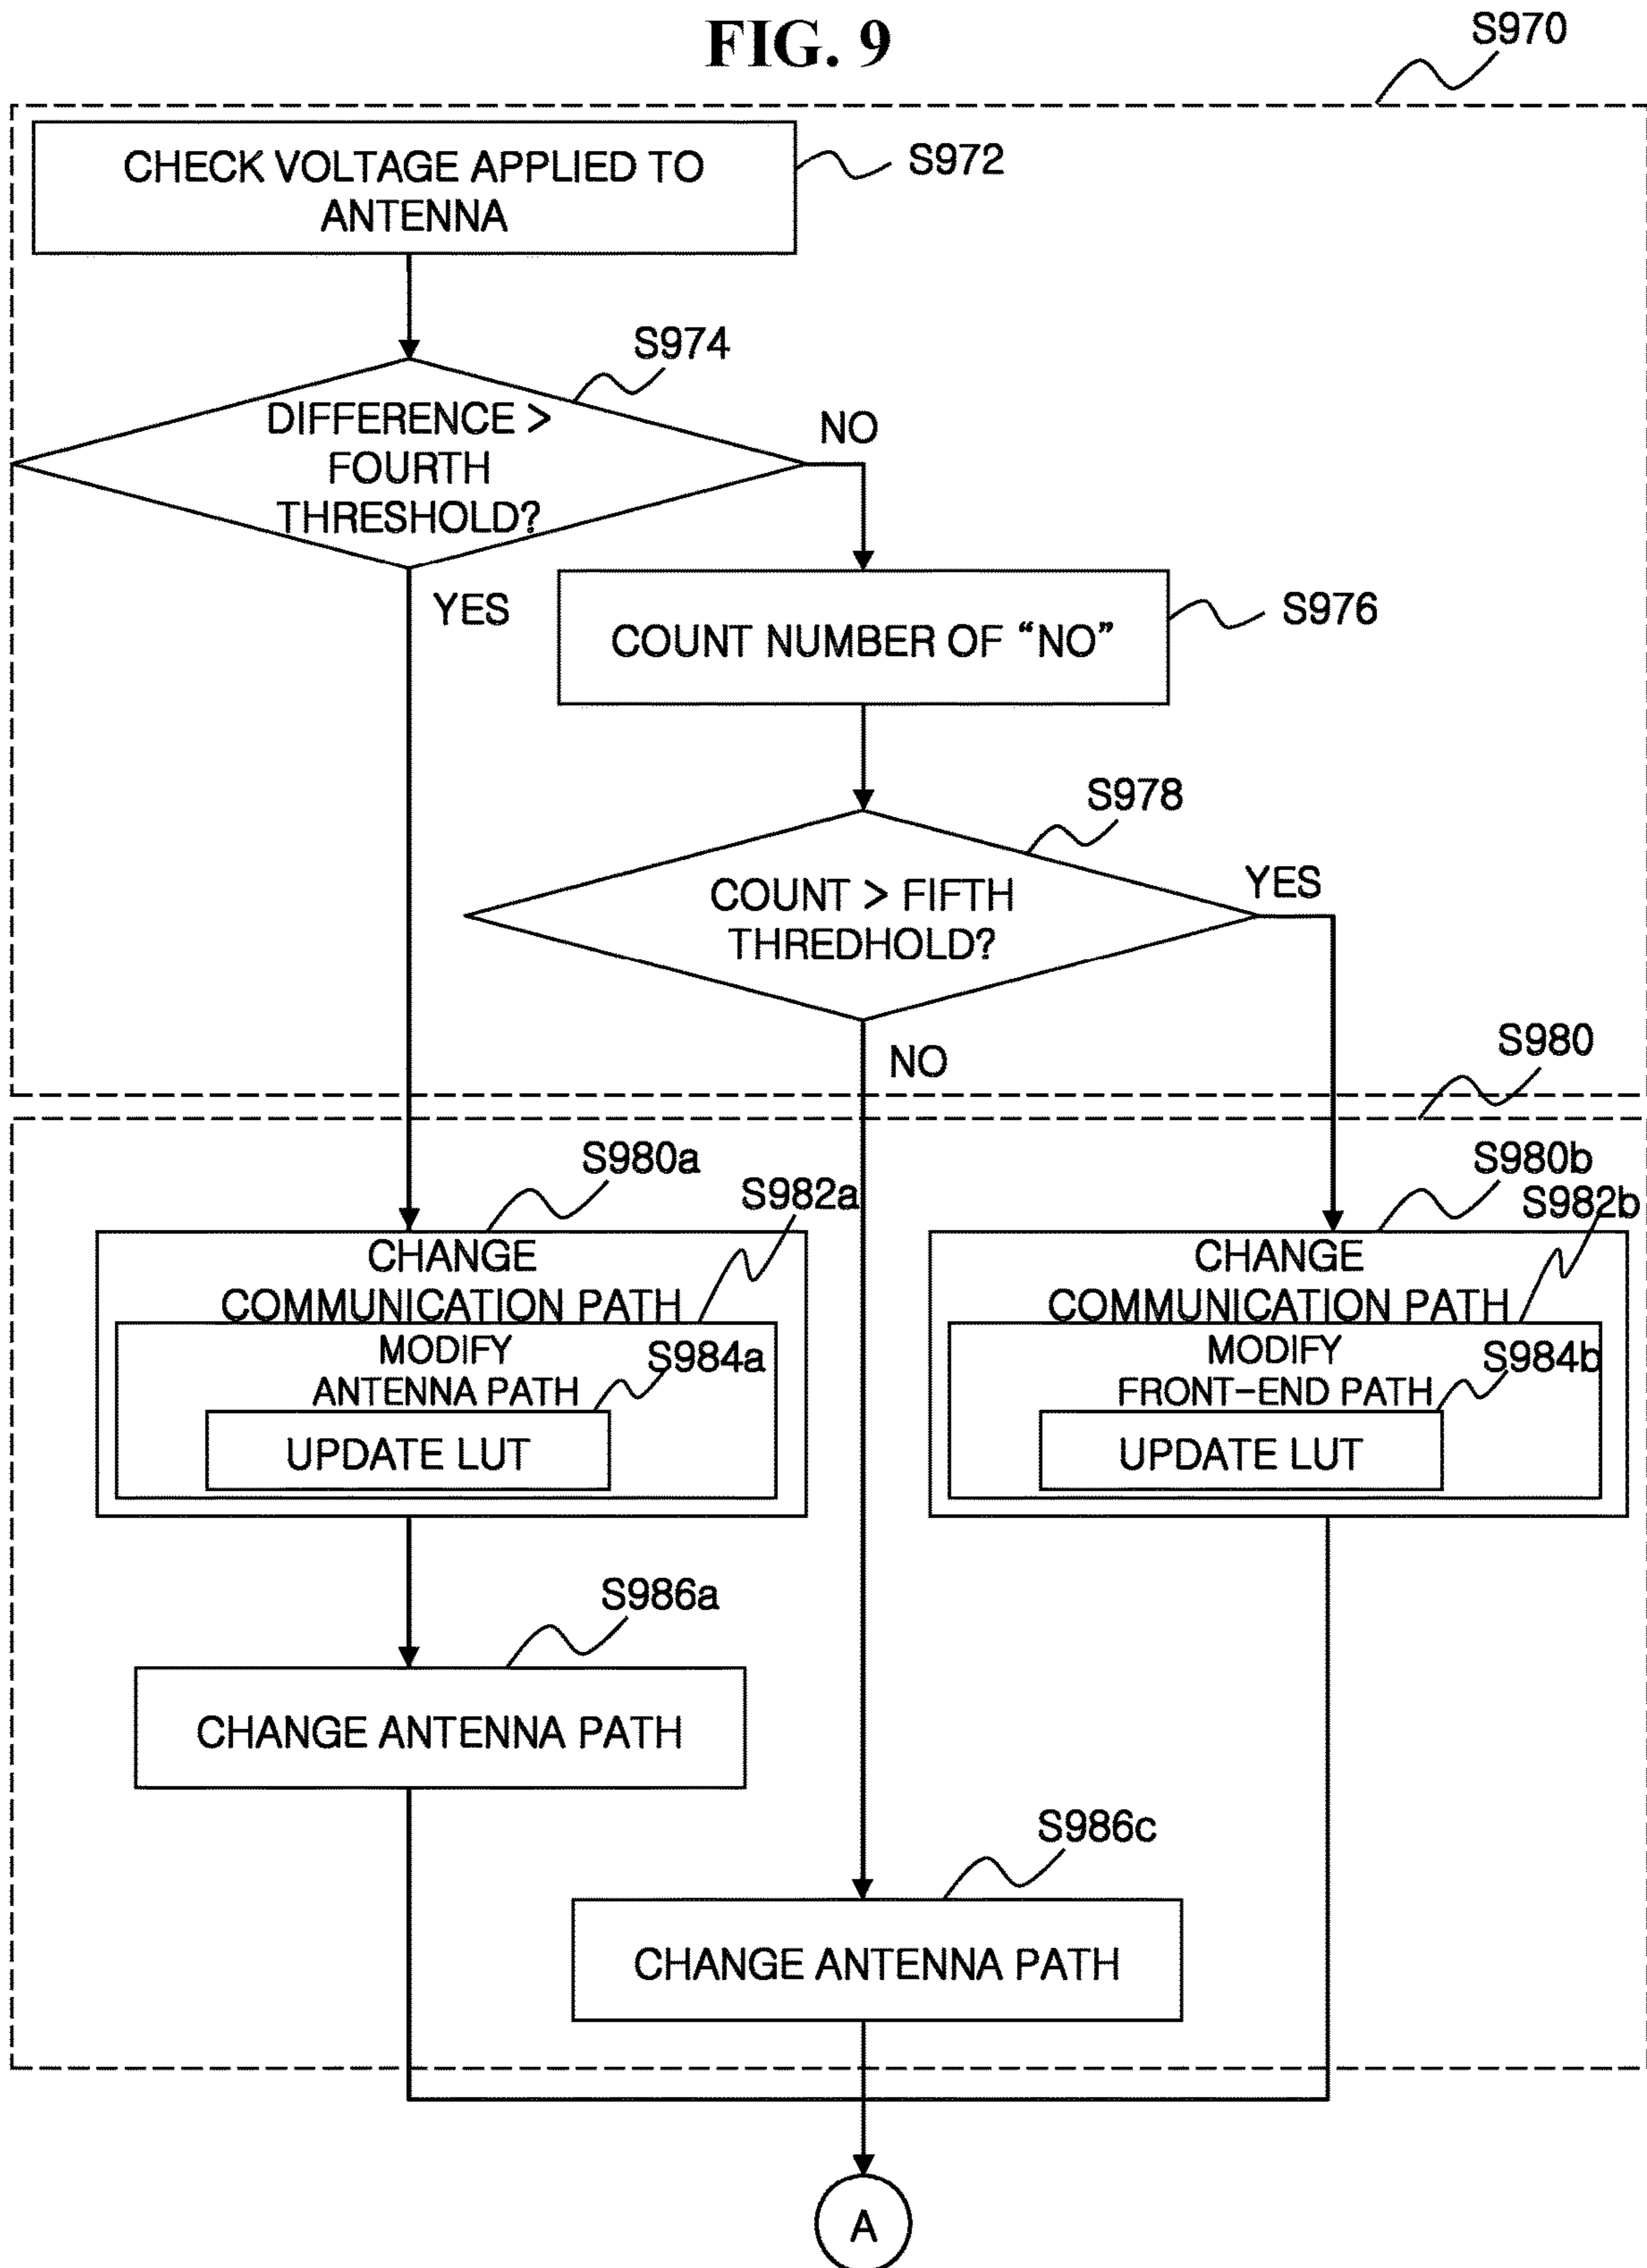 FIG. 9
S970
CHECK VOLTAGE APPLIED TO
ANTENNA
S972
S974
DIFFERENCE >
FOURTH
THRESHOLD?
NO
YES
COUNT NUMBER OF “NO”
S976
S978
COUNT > FIFTH
THREDHOLD?
YES
NO
S980
S980a
S982a
CHANGE
COMMUNICATION PATH
MODIFY
ANTENNA PATH
S984a
UPDATE LUT
S980b
S982b
CHANGE
COMMUNICATION PATH
MODIFY
FRONT-END PATH
S984b
UPDATE LUT
S986a
CHANGE ANTENNA PATH
S986c
CHANGE ANTENNA PATH
A